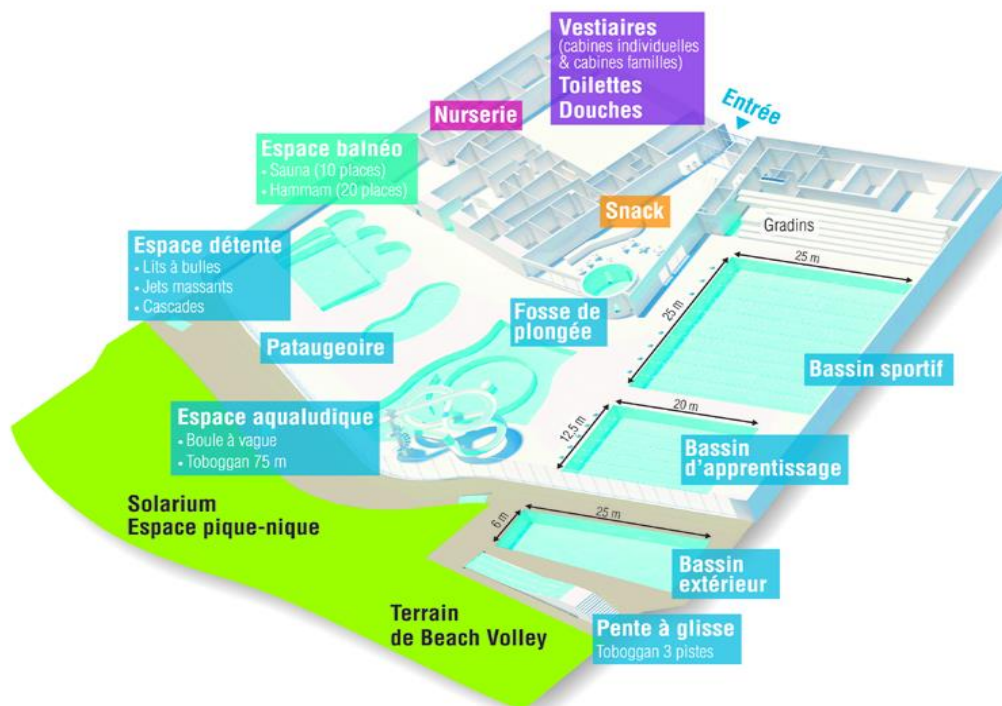 Vestiaires
(cabines individuelles
& cabines familles)
Toilettes
Douches
Entrée
Nurserie
Espace balnéo
• Sauna (10 places)
• Hammam (20 places)
Snack
Gradins
Espace détente
• Lits à bulles
• Jets massants
• Cascades
25 m
25 m
Fosse de
plongée
Pataugeoire
Bassin sportif
Espace aqualudique
• Boule à vague
• Toboggan 75 m
20 m
12,5 m
Bassin
d'apprentissage
Solarium
Espace pique-nique
25 m
6 m
Bassin
extérieur
Terrain
de Beach Volley
Pente à glisse
Toboggan 3 pistes